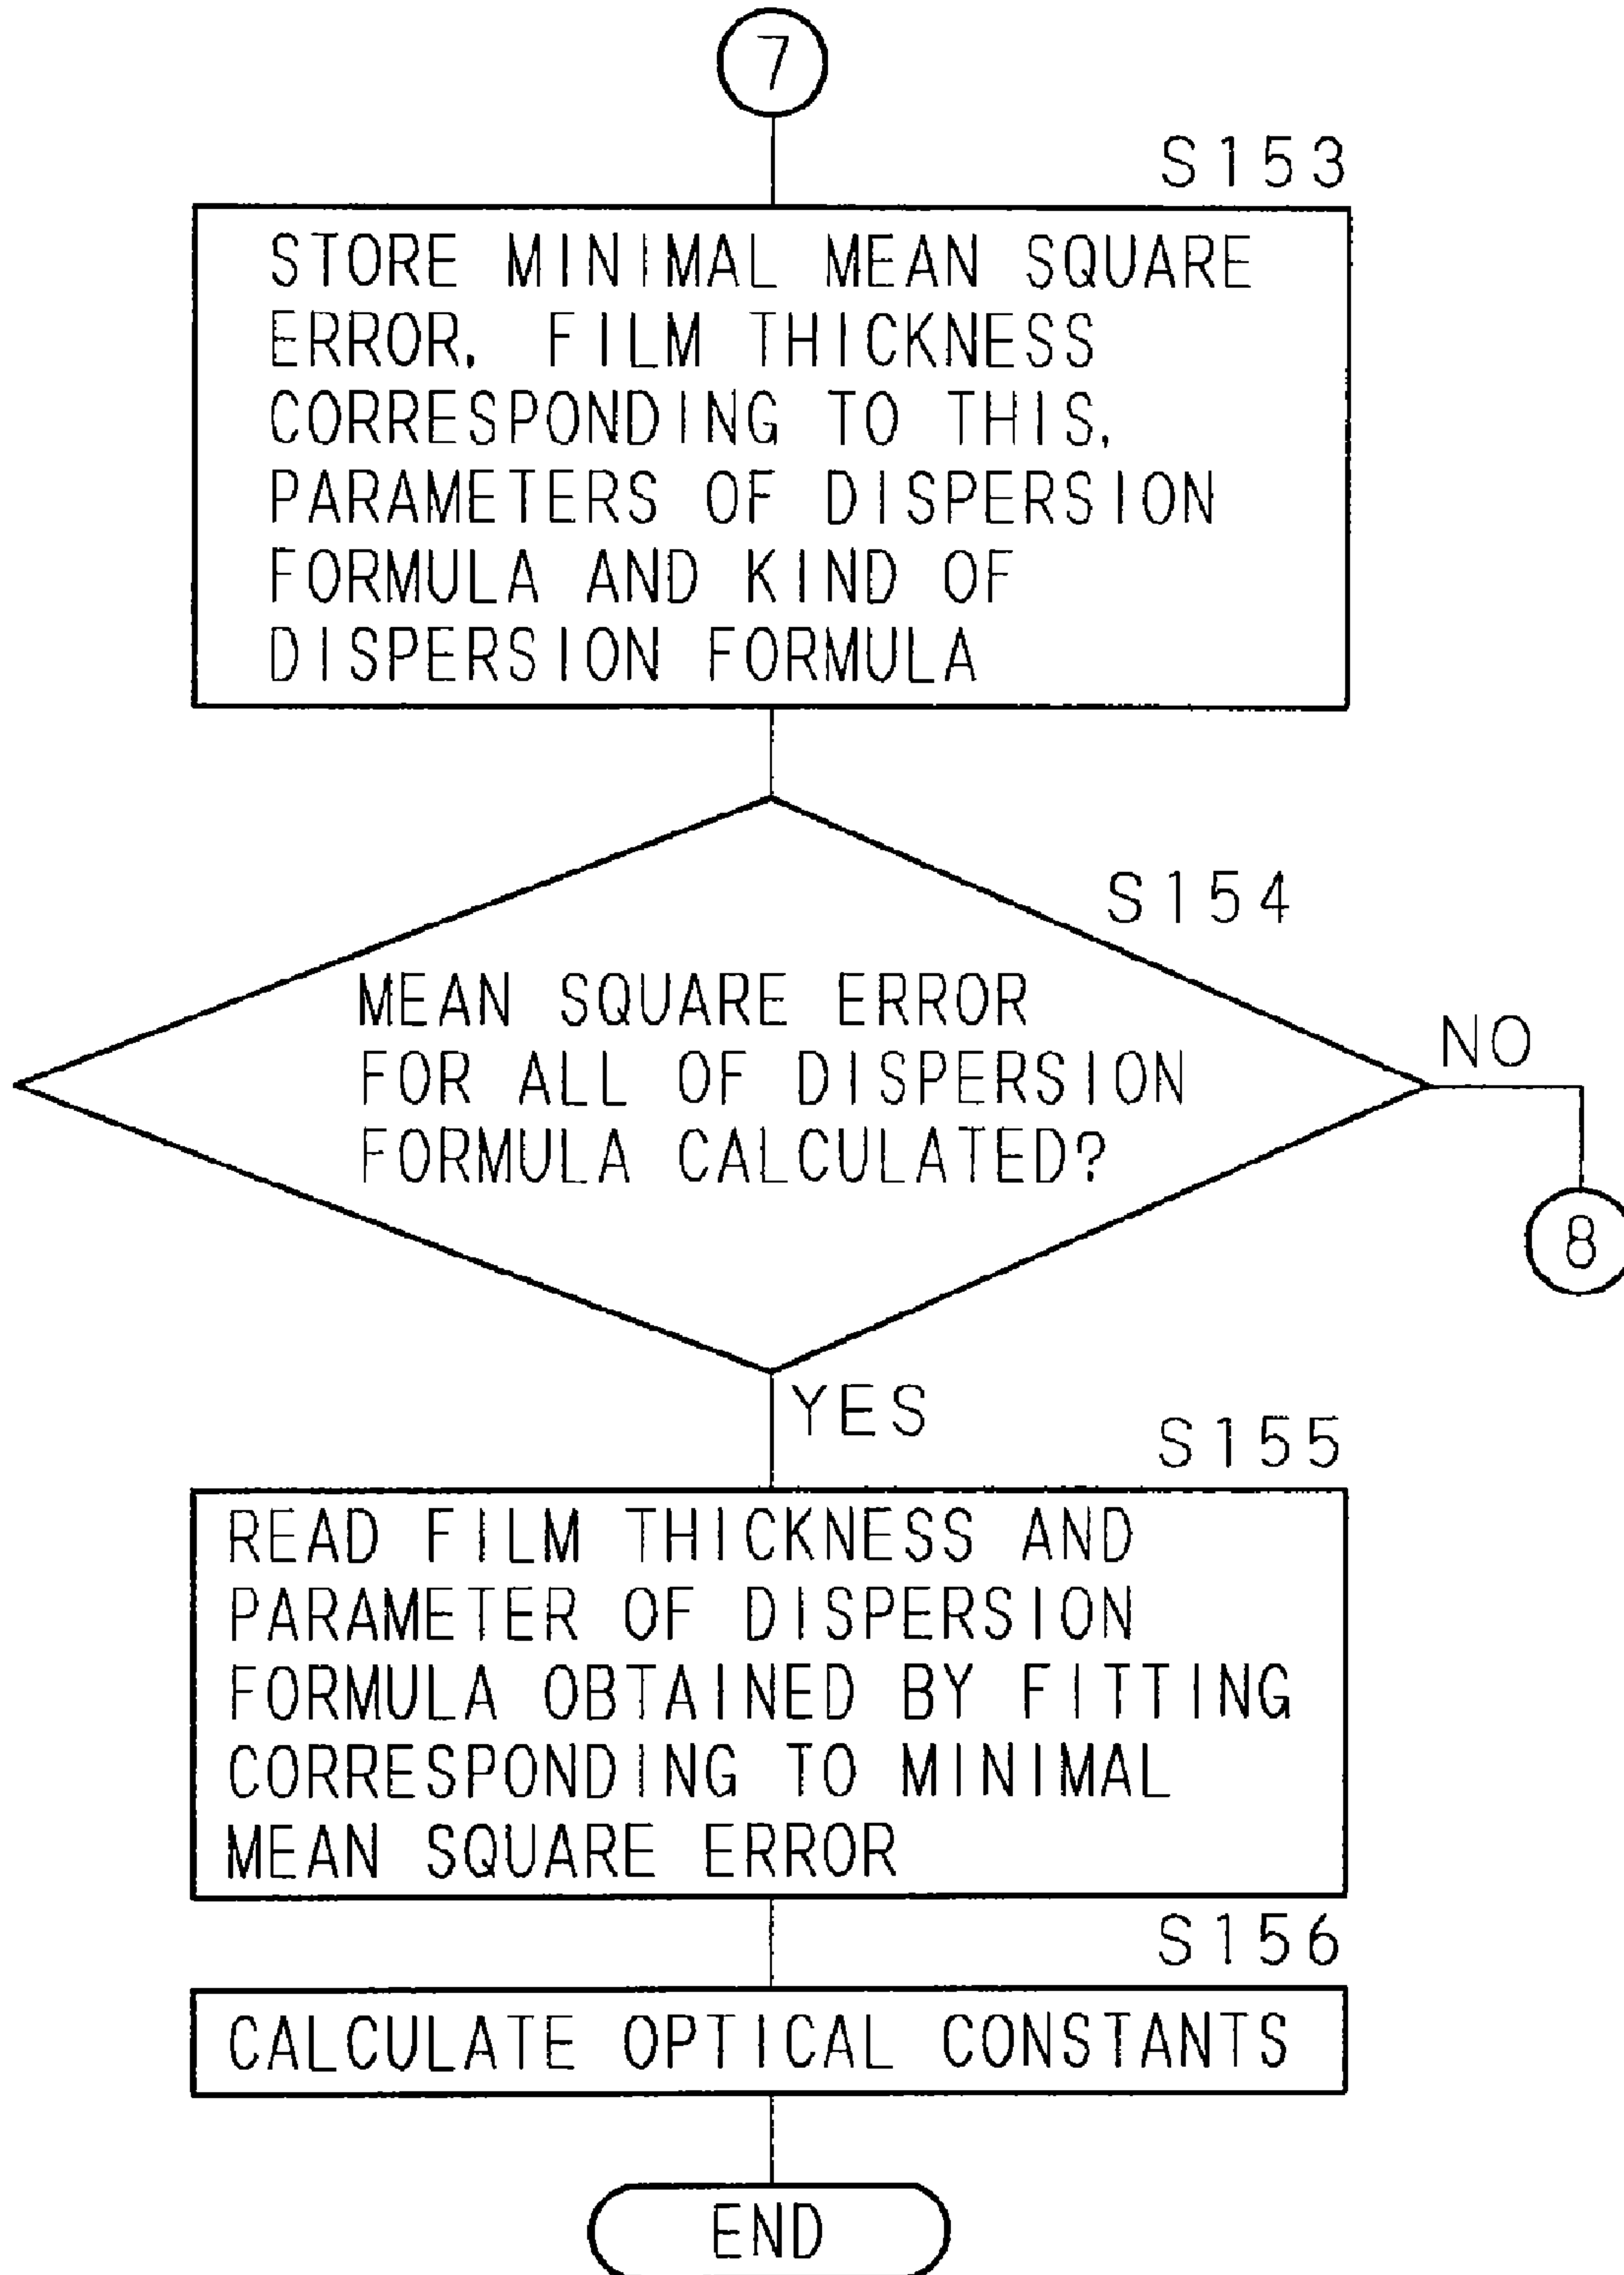 7
S153
STORE MINIMAL MEAN SQUARE
ERROR, FILM THICKNESS
CORRESPONDING TO THIS,
PARAMETERS OF DISPERSION
FORMULA AND KIND OF
DISPERSION FORMULA
S154
MEAN SQUARE ERROR
FOR ALL OF DISPERSION
FORMULA CALCULATED?
NO
8
YES
S155
READ FILM THICKNESS AND
PARAMETER OF DISPERSION
FORMULA OBTAINED BY FITTING
CORRESPONDING TO MINIMAL
MEAN SQUARE ERROR
S156
CALCULATE OPTICAL CONSTANTS
END